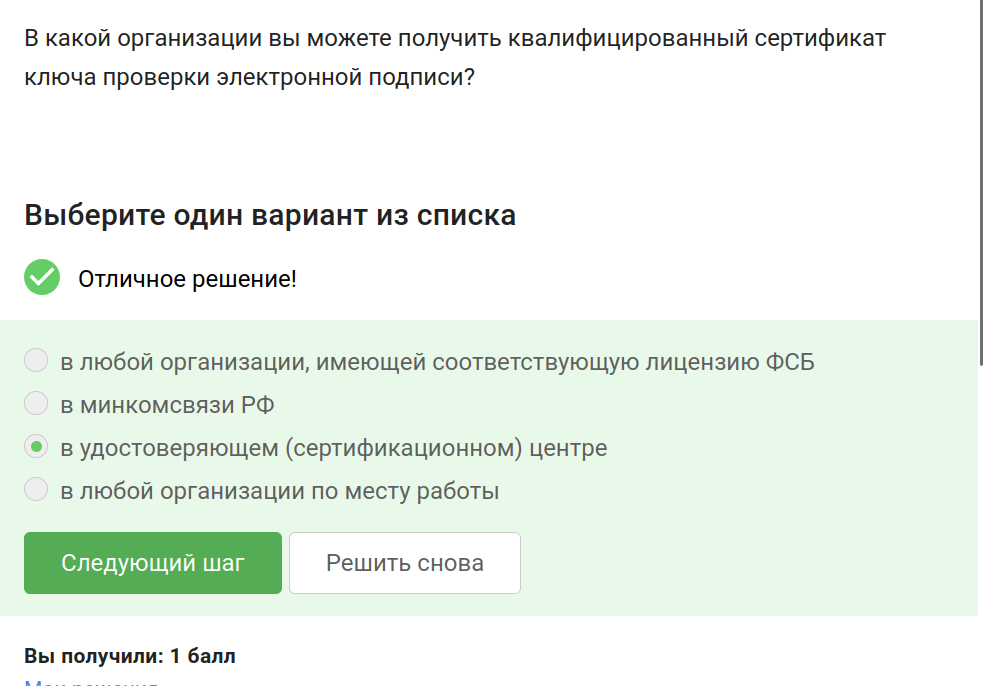 В какой организации вы можете получить квалифицированный сертификат
ключа проверки электронной подписи?
Выберите один вариант из списка
Отличное решение!
в любой организации, имеющей соответствующую лицензию ФСБ
в минкомсвязи РФ
в удостоверяющем (сертификационном) центре
в любой организации по месту работы
Следующий шаг
Решить снова
Вы получили: 1 балл